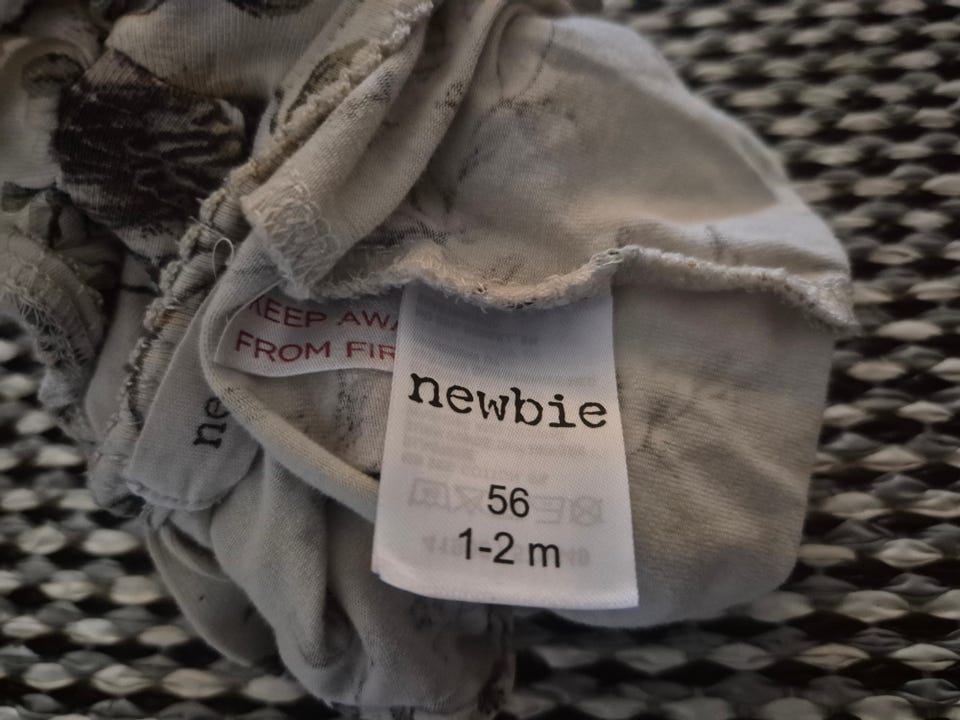 KEEP AWA
FROM FIR
newbie
56
1-2 m
ne